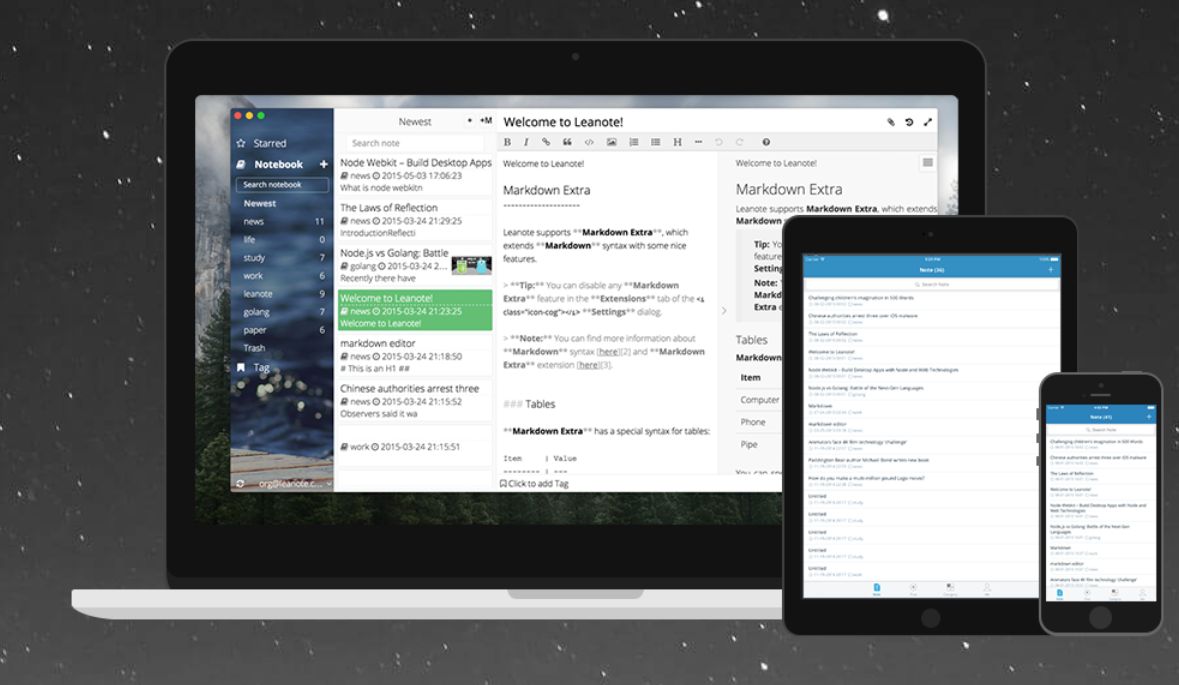 Starred
Notebook +
Search notebook
Newest
news 11
life 0
study 7
work 6
leanote 9
golang 7
paper 6
Trash
Tag
org@leanote.c...
Newest
+M
Search note
Node Webkit – Build Desktop Apps
news 2015-05-03 17:06:23
What is node webkitn
The Laws of Reflection
news 2015-03-24 21:29:25
IntroductionReflecti
Node.js vs Golang: Battle
golang 2015-03-24 2...
Recently there have
Welcome to Leanote!
news 2015-03-24 21:23:25
Welcome to Leanote!
markdown editor
news 2015-03-24 21:18:50
# This is an H1 ##
Chinese authorities arrest three
news 2015-03-24 21:15:52
Observers said it wa
work 2015-03-24 21:15:51
Welcome to Leanote!
B I H
Welcome to Leanote!
Markdown Extra
--------------------
Leanote supports **Markdown Extra**, which
extends **Markdown** syntax with some nice
features.
> **Tip:** You can disable any **Markdown
Extra** feature in the **Extensions** tab of the <i
class="icon-cog"></i> **Settings** dialog.
> **Note:** You can find more information about
**Markdown** syntax [here][2] and **Markdown
Extra** extension [here][3].
### Tables
**Markdown Extra** has a special syntax for tables:
Item | Value
-------- | ---
Click to add Tag
Welcome to Leanote!
Markdown Extra
Leanote supports Markdown Extra, which extends
Markdown
Tip: Yo
feature
Setting
Note:
Markd
Extra
Tables
Markdown
Item
Computer
Phone
Pipe
You can spe
Note (36)
Search Note
Challenging children's imagination in 500 Words
Chinese authorities arrest three over iOS malware
The Laws of Reflection
Welcome to Leanote!
Node Webkit – Build Desktop Apps with Node and Web Technologies
Node.js vs Golang: Battle of the Next-Gen Languages
Markdown
markdown editor
Animators face #4 film technology 'challenge'
Paddington Bear author Michael Bond writes new book
How do you make a multi-million pound Lego movie?
Untitled
Untitled
Untitled
Untitled
Untitled
Note
Note (41)
Search Note
Challenging children's imagination in 500 Words
Chinese authorities arrest three over iOS malware
The Laws of Reflection
Welcome to Leanote!
Node Webkit – Build Desktop Apps with Node and
Web Technologies
Node.js vs Golang: Battle of the Next-Gen
Languages
Markdown
markdown editor
Animators face #4 film technology 'challenge'